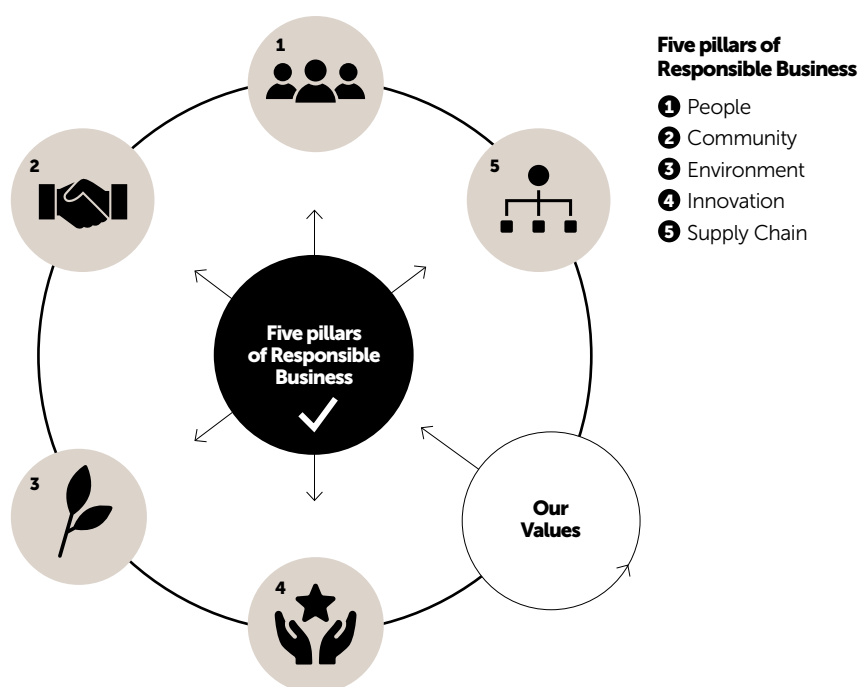 1
2
5
3
4
Five pillars
of Responsible
Business
Our
Values
Five pillars of
Responsible Business
1 People
2 Community
3 Environment
4 Innovation
5 Supply Chain